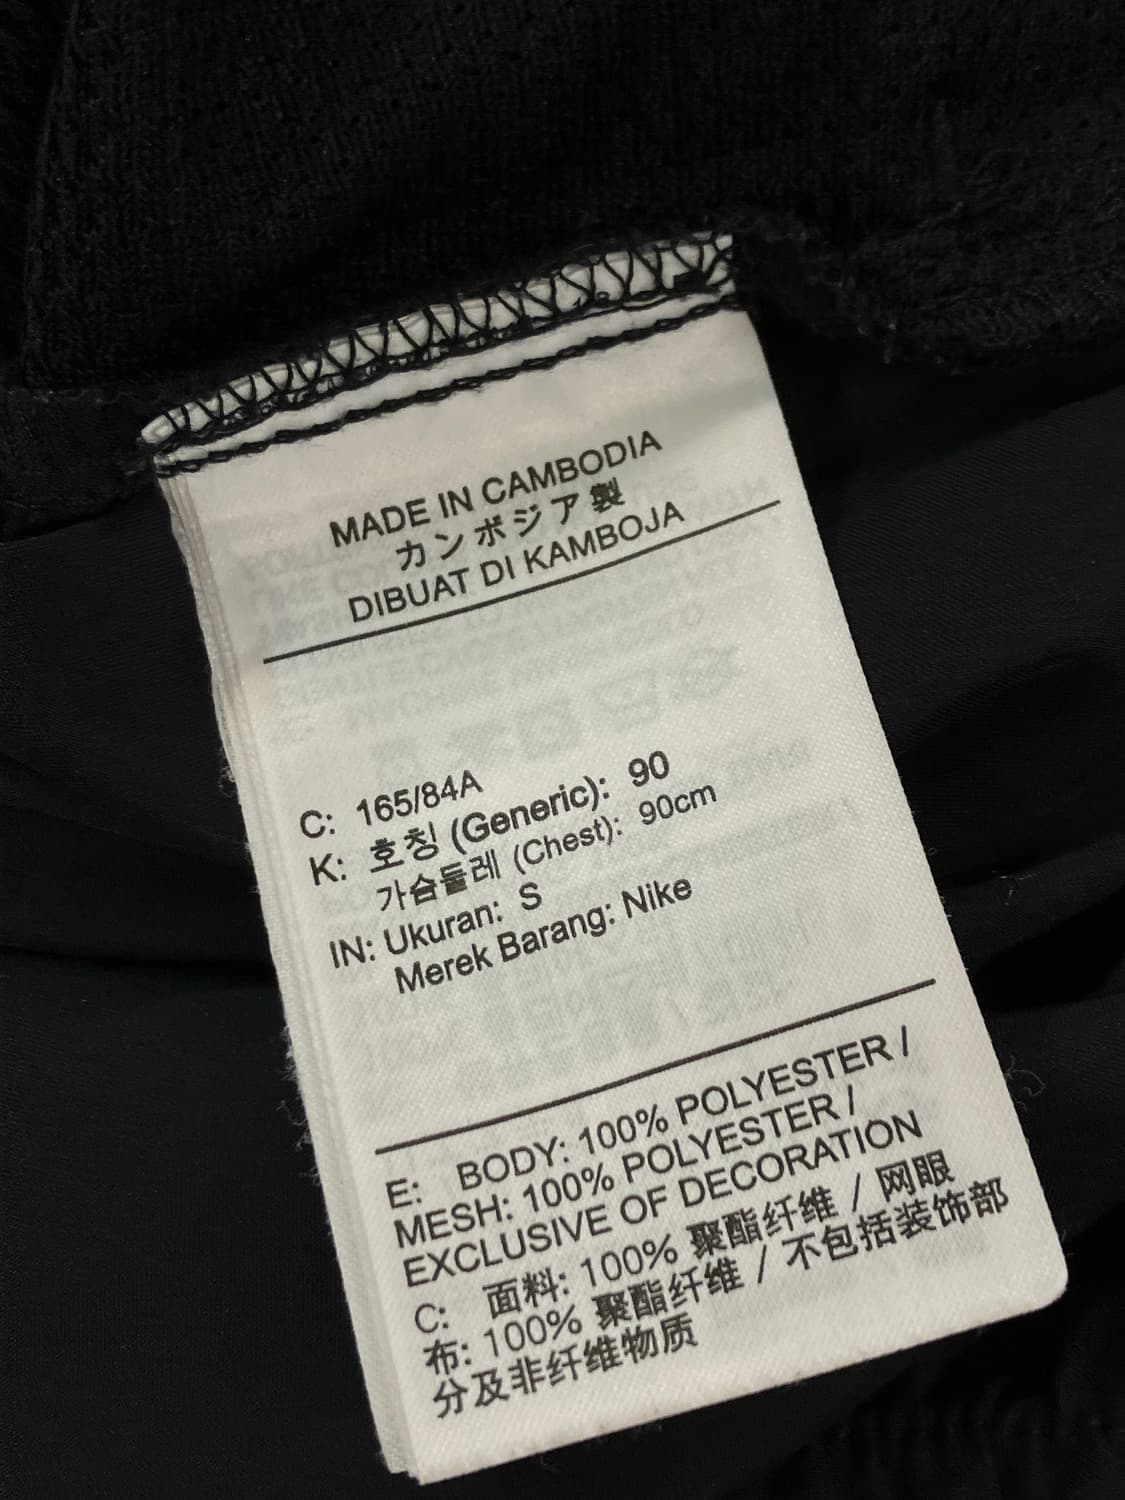 MADE IN CAMBODIA
カンボジア製
DIBUAT DI KAMBOJA
C: 165/84A
K: 호칭 (Generic): 90
가슴둘레 (Chest): 90cm
IN: Ukuran: S
Merek Barang: Nike
E: BODY: 100% POLYESTER /
MESH: 100% POLYESTER /
EXCLUSIVE OF DECORATION
C: 面料: 100% 聚酯纤维 / 网眼
布: 100% 聚酯纤维 / 不包括装饰部
分及非纤维物质